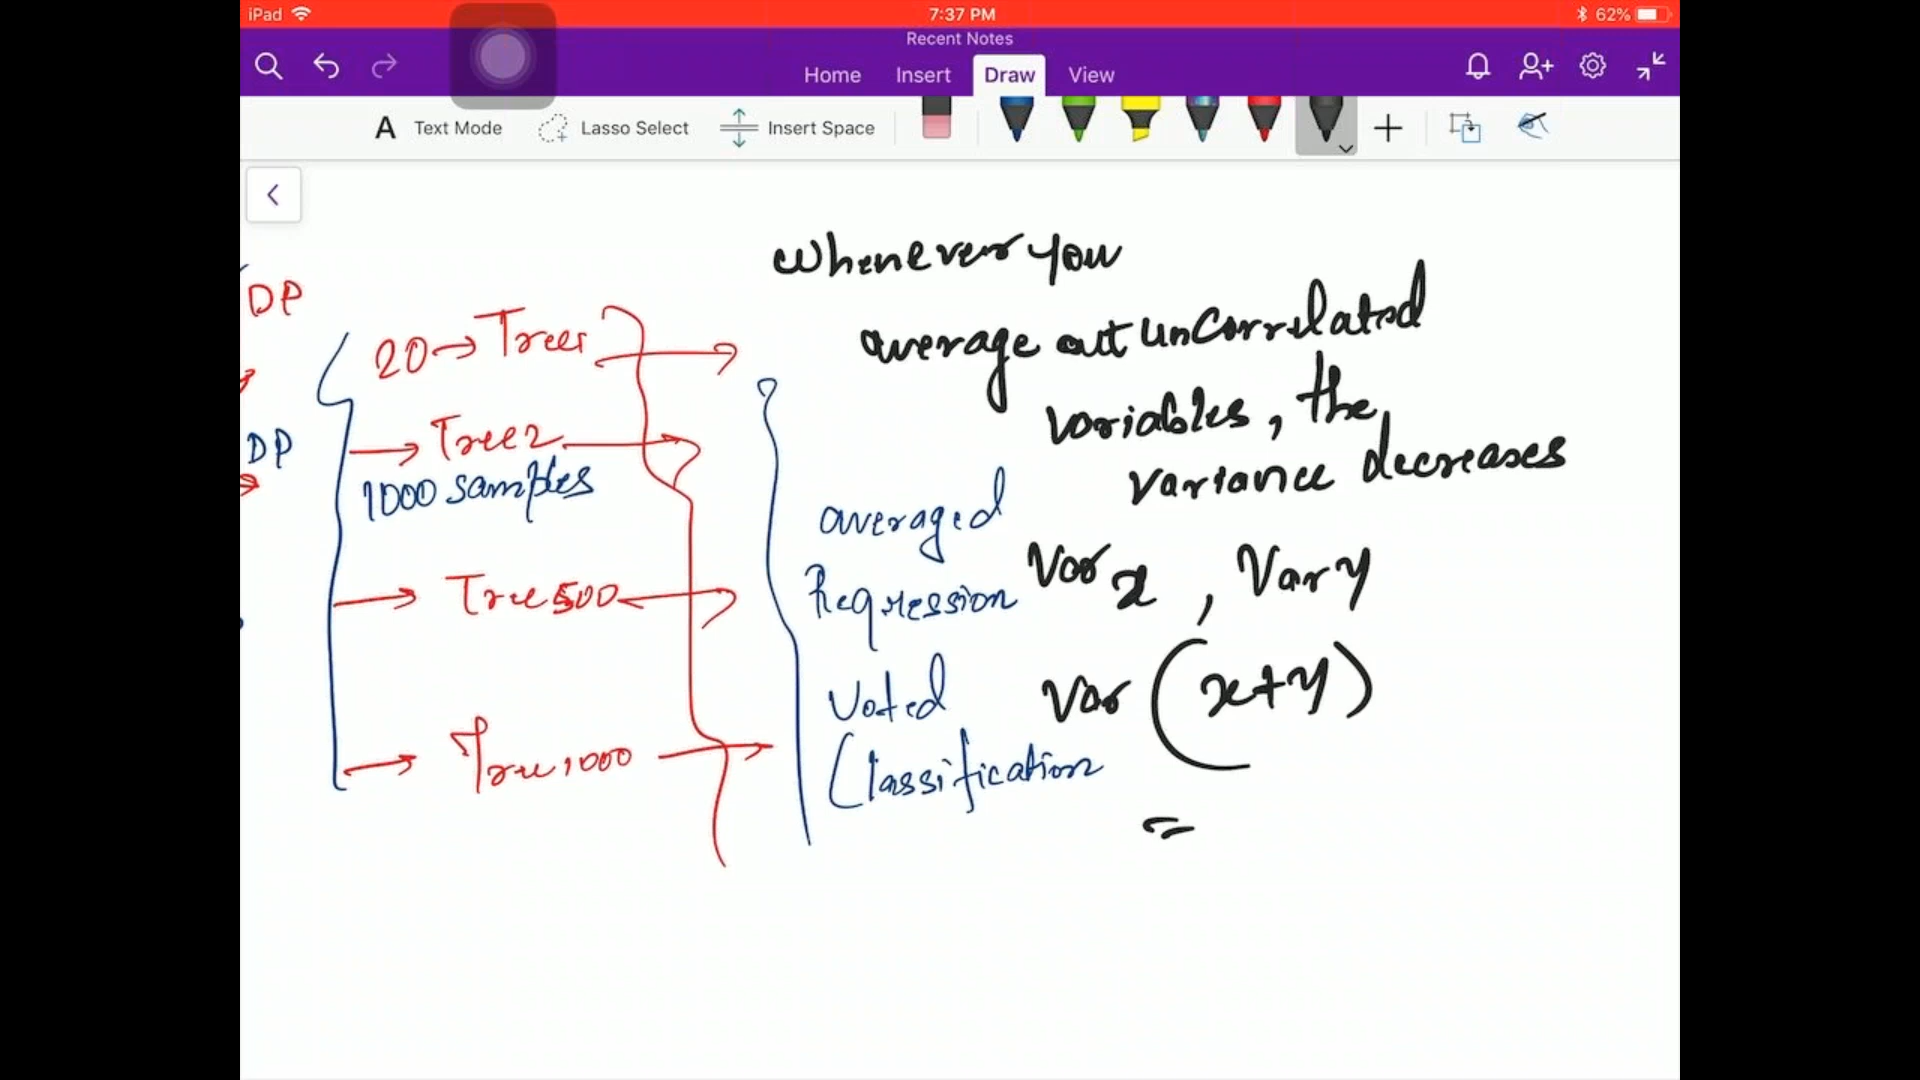 iPad
7:37 PM
62%
Recent Notes
Home Insert Draw View
A Text Mode Lasso Select Insert Space
DP
DP
20→Tree1
→ Tree2
1000 samples
→ Tree500
→ Tree1000
averaged
Regression
Voted
Classification
Whenever you
average out uncorrelated
variables, the
variance decreases
Var x, Var y
Var (x+y)
=